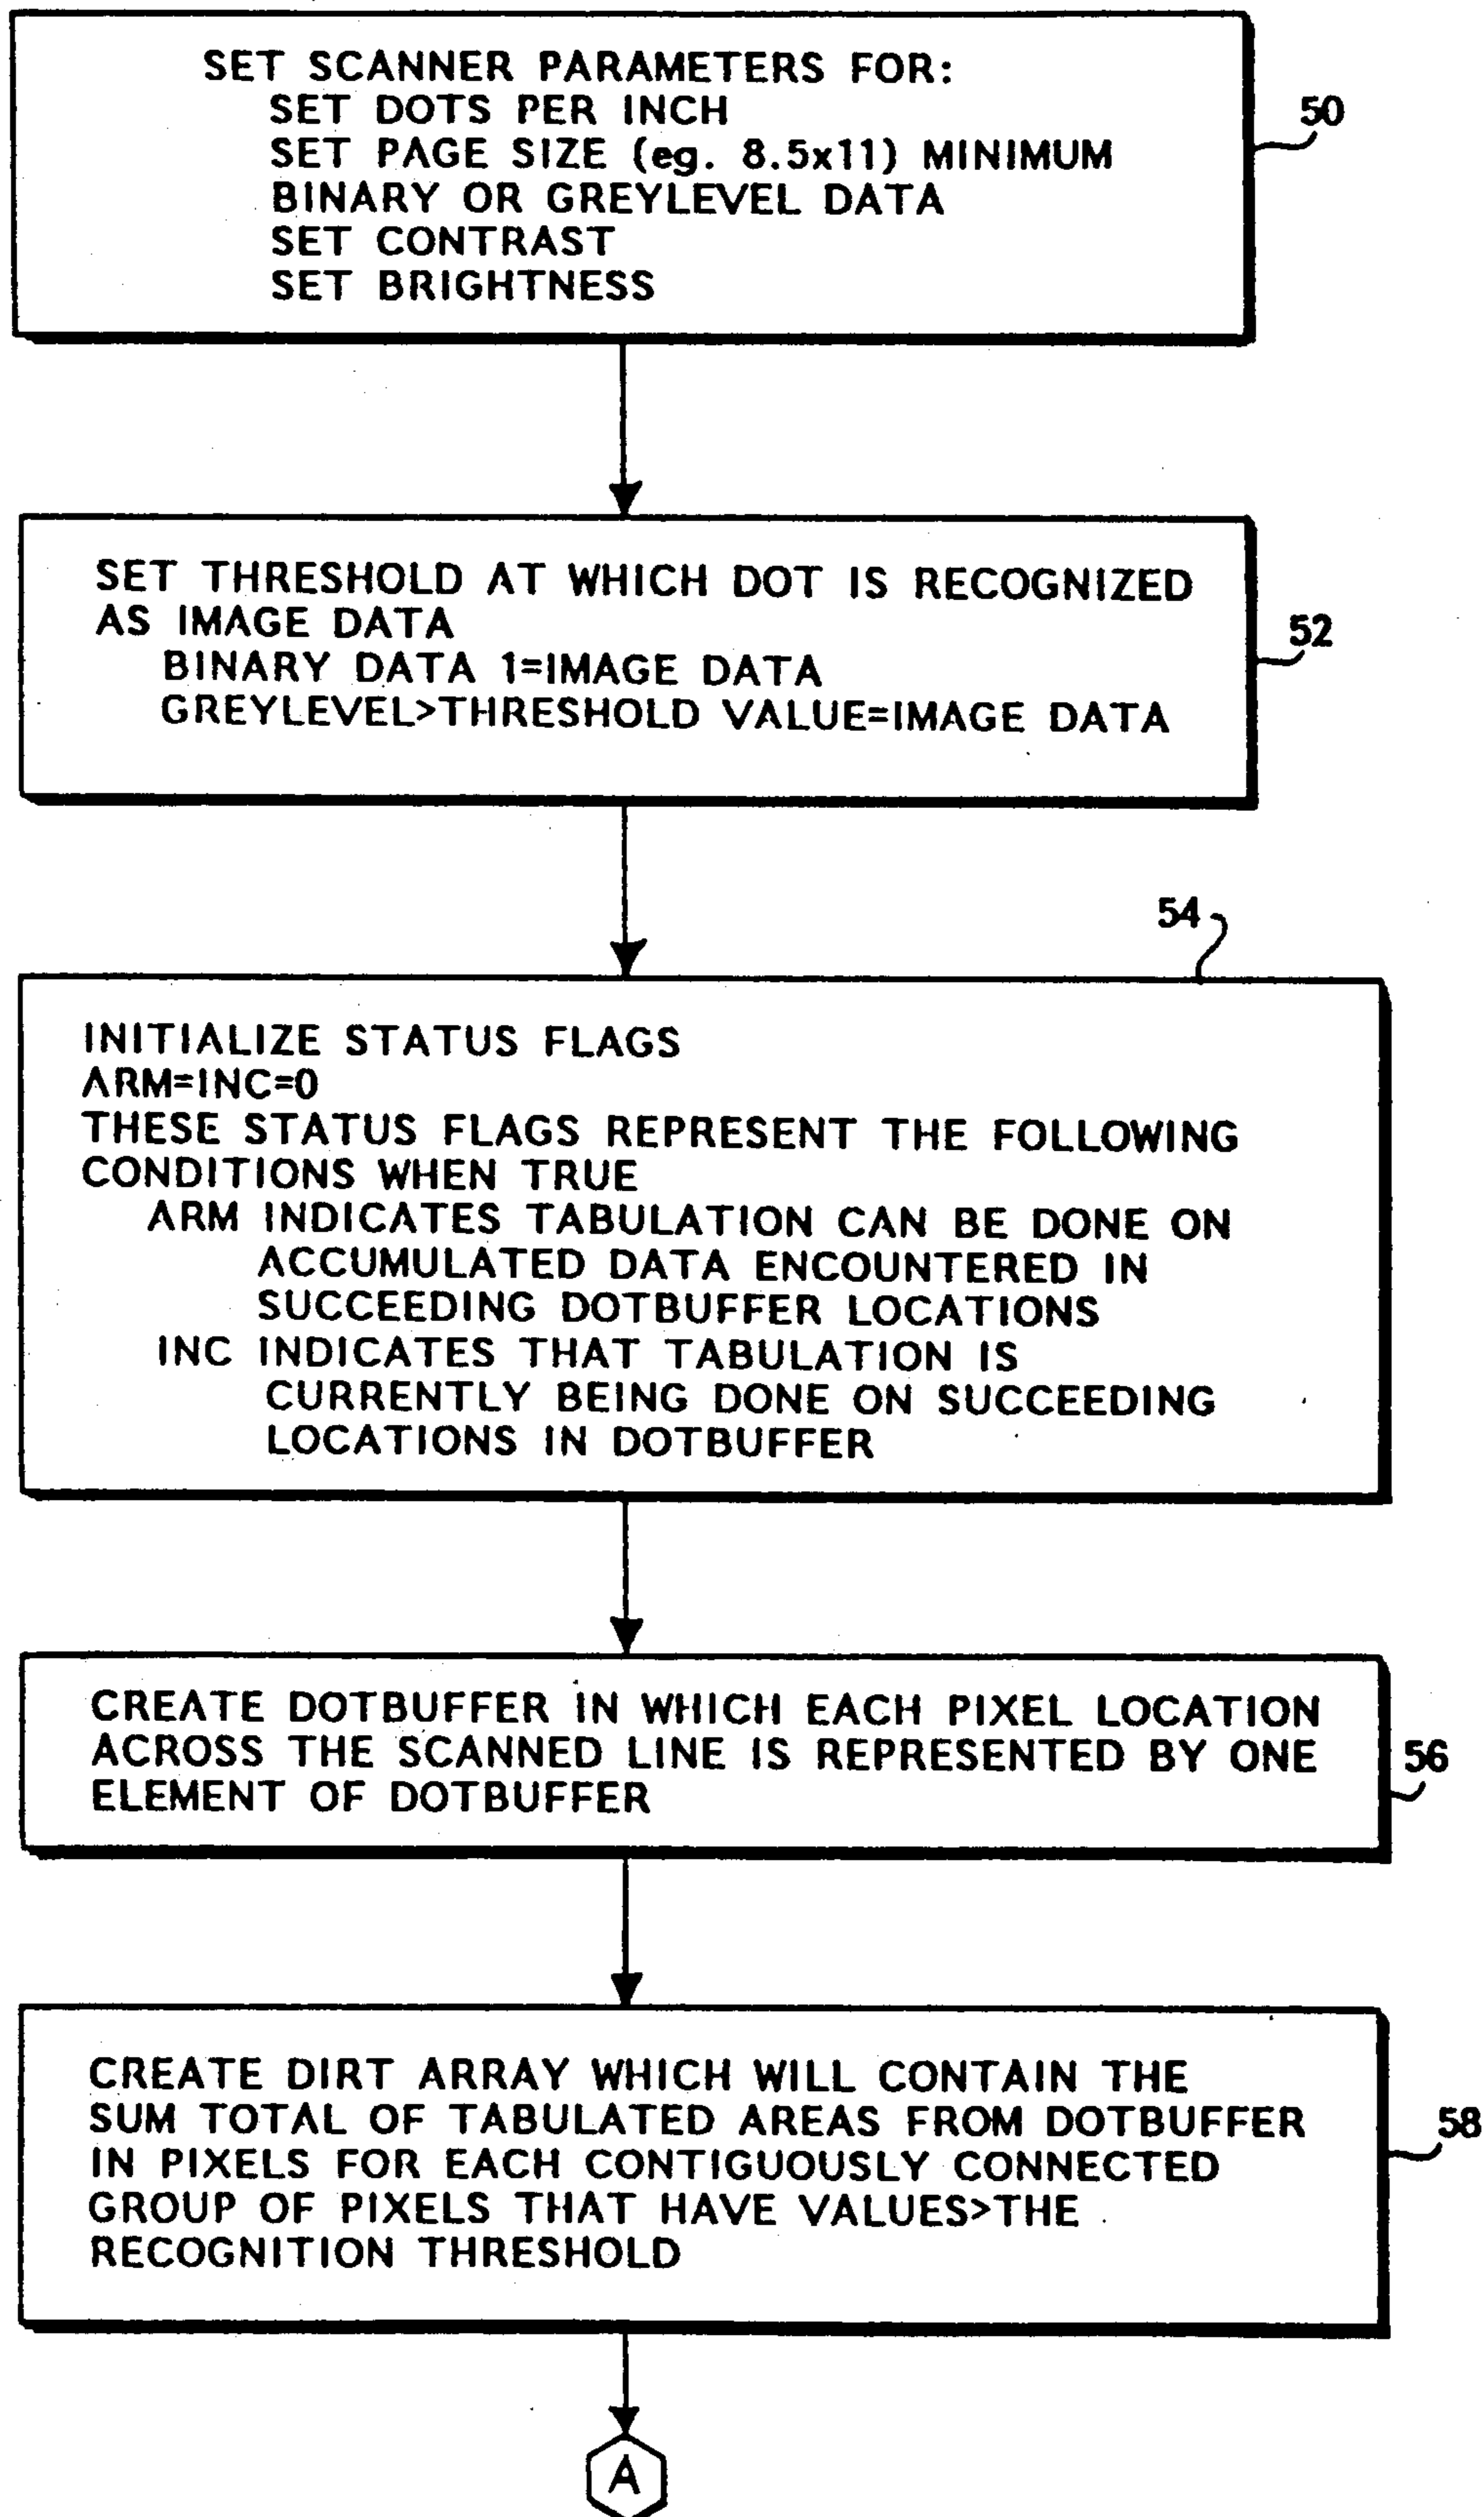 SET SCANNER PARAMETERS FOR:
SET DOTS PER INCH
SET PAGE SIZE (eg. 8.5x11) MINIMUM
BINARY OR GREYLEVEL DATA
SET CONTRAST
SET BRIGHTNESS
50
SET THRESHOLD AT WHICH DOT IS RECOGNIZED
AS IMAGE DATA
BINARY DATA 1=IMAGE DATA
GREYLEVEL>THRESHOLD VALUE=IMAGE DATA
52
54
INITIALIZE STATUS FLAGS
ARM=INC=0
THESE STATUS FLAGS REPRESENT THE FOLLOWING
CONDITIONS WHEN TRUE
ARM INDICATES TABULATION CAN BE DONE ON
ACCUMULATED DATA ENCOUNTERED IN
SUCCEEDING DOTBUFFER LOCATIONS
INC INDICATES THAT TABULATION IS
CURRENTLY BEING DONE ON SUCCEEDING
LOCATIONS IN DOTBUFFER
CREATE DOTBUFFER IN WHICH EACH PIXEL LOCATION
ACROSS THE SCANNED LINE IS REPRESENTED BY ONE
ELEMENT OF DOTBUFFER
56
CREATE DIRT ARRAY WHICH WILL CONTAIN THE
SUM TOTAL OF TABULATED AREAS FROM DOTBUFFER
IN PIXELS FOR EACH CONTIGUOUSLY CONNECTED
GROUP OF PIXELS THAT HAVE VALUES>THE
RECOGNITION THRESHOLD
58
A